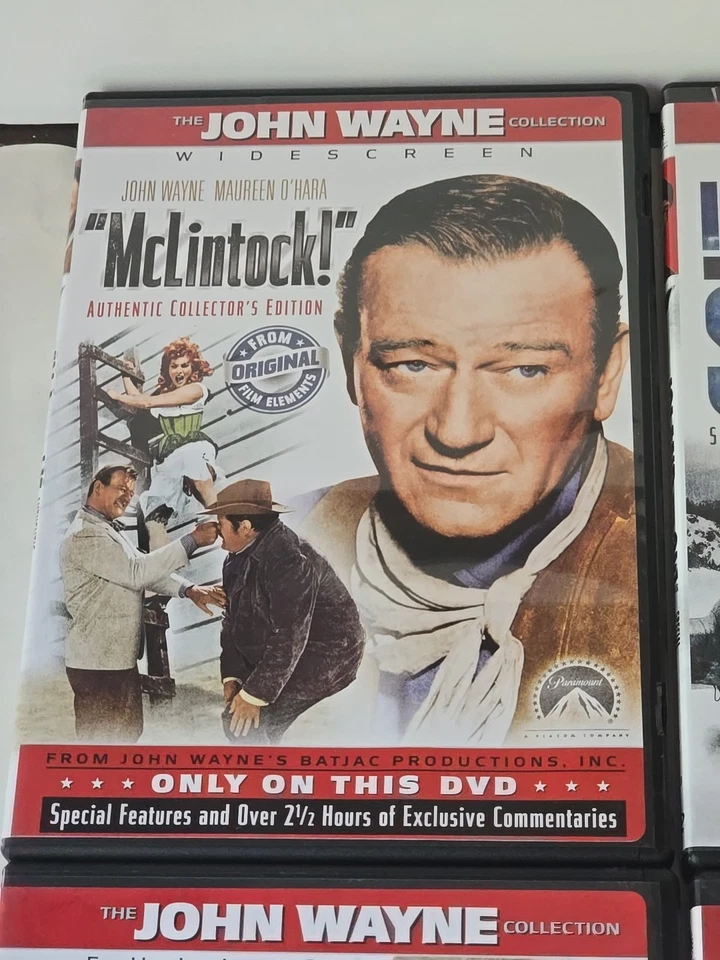 THE JOHN WAYNE COLLECTION
WIDESCREEN
JOHN WAYNE MAUREEN O'HARA
"McLintock!"
AUTHENTIC COLLECTOR'S EDITION
FROM
ORIGINAL
FILM ELEMENTS
Paramount
A VIACOM COMPANY
FROM JOHN WAYNE'S BATJAC PRODUCTIONS, INC.
ONLY ON THIS DVD
Special Features and Over 2½ Hours of Exclusive Commentaries
THE JOHN WAYNE COLLECTION